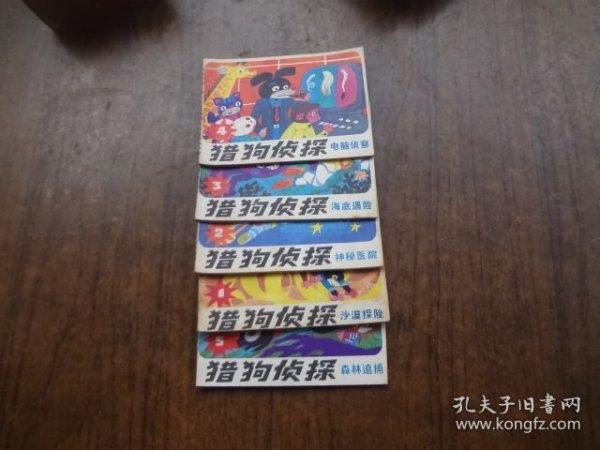 4
猎狗侦探 电脑侦察
3
猎狗侦探 海底遇险
2
猎狗侦探 神秘医院
1
猎狗侦探 沙漠探险
5
猎狗侦探 森林追捕
孔夫子旧书网
www.kongfz.com